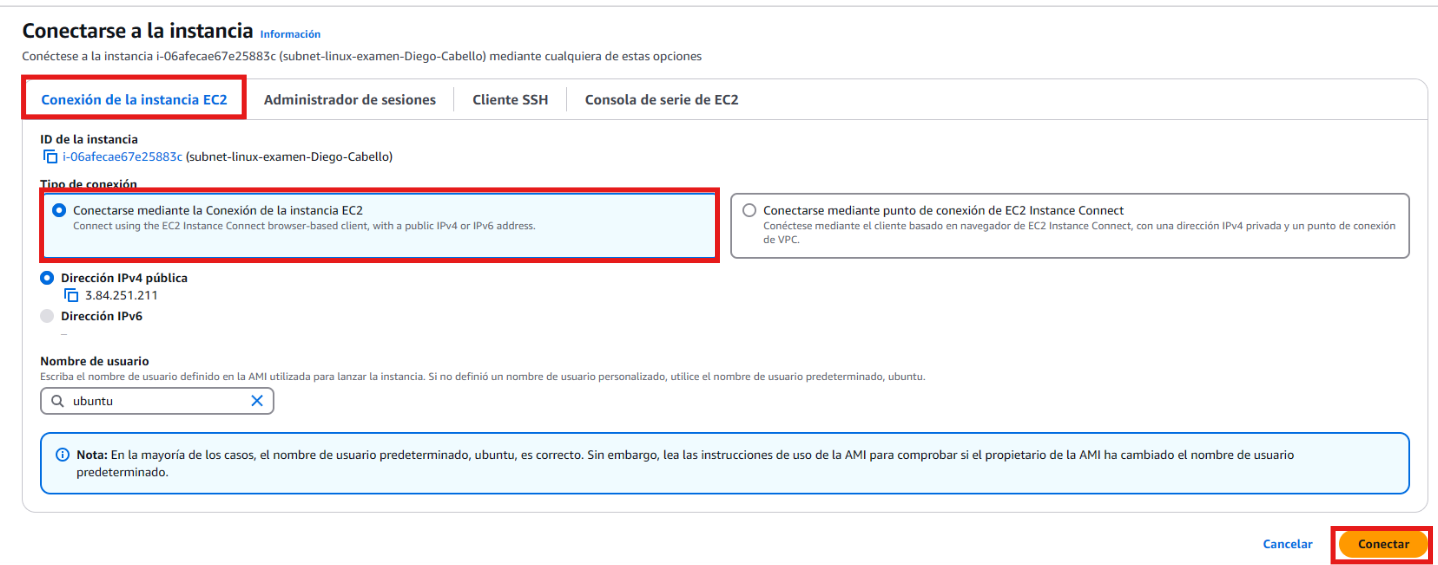 Conectarse a la instancia Información
Conéctese a la instancia i-06afecae67e25883c (subnet-linux-examen-Diego-Cabello) mediante cualquiera de estas opciones
Conexión de la instancia EC2 Administrador de sesiones Cliente SSH Consola de serie de EC2
ID de la instancia
i-06afecae67e25883c (subnet-linux-examen-Diego-Cabello)
Tipo de conexión
Conectarse mediante la Conexión de la instancia EC2
Connect using the EC2 Instance Connect browser-based client, with a public IPv4 or IPv6 address.
Conectarse mediante punto de conexión de EC2 Instance Connect
Conéctese mediante el cliente basado en navegador de EC2 Instance Connect, con una dirección IPv4 privada y un punto de conexión
de VPC.
Dirección IPv4 pública
3.84.251.211
Dirección IPv6
–
Nombre de usuario
Escriba el nombre de usuario definido en la AMI utilizada para lanzar la instancia. Si no definió un nombre de usuario personalizado, utilice el nombre de usuario predeterminado, ubuntu.
ubuntu
Nota: En la mayoría de los casos, el nombre de usuario predeterminado, ubuntu, es correcto. Sin embargo, lea las instrucciones de uso de la AMI para comprobar si el propietario de la AMI ha cambiado el nombre de usuario
predeterminado.
Cancelar Conectar